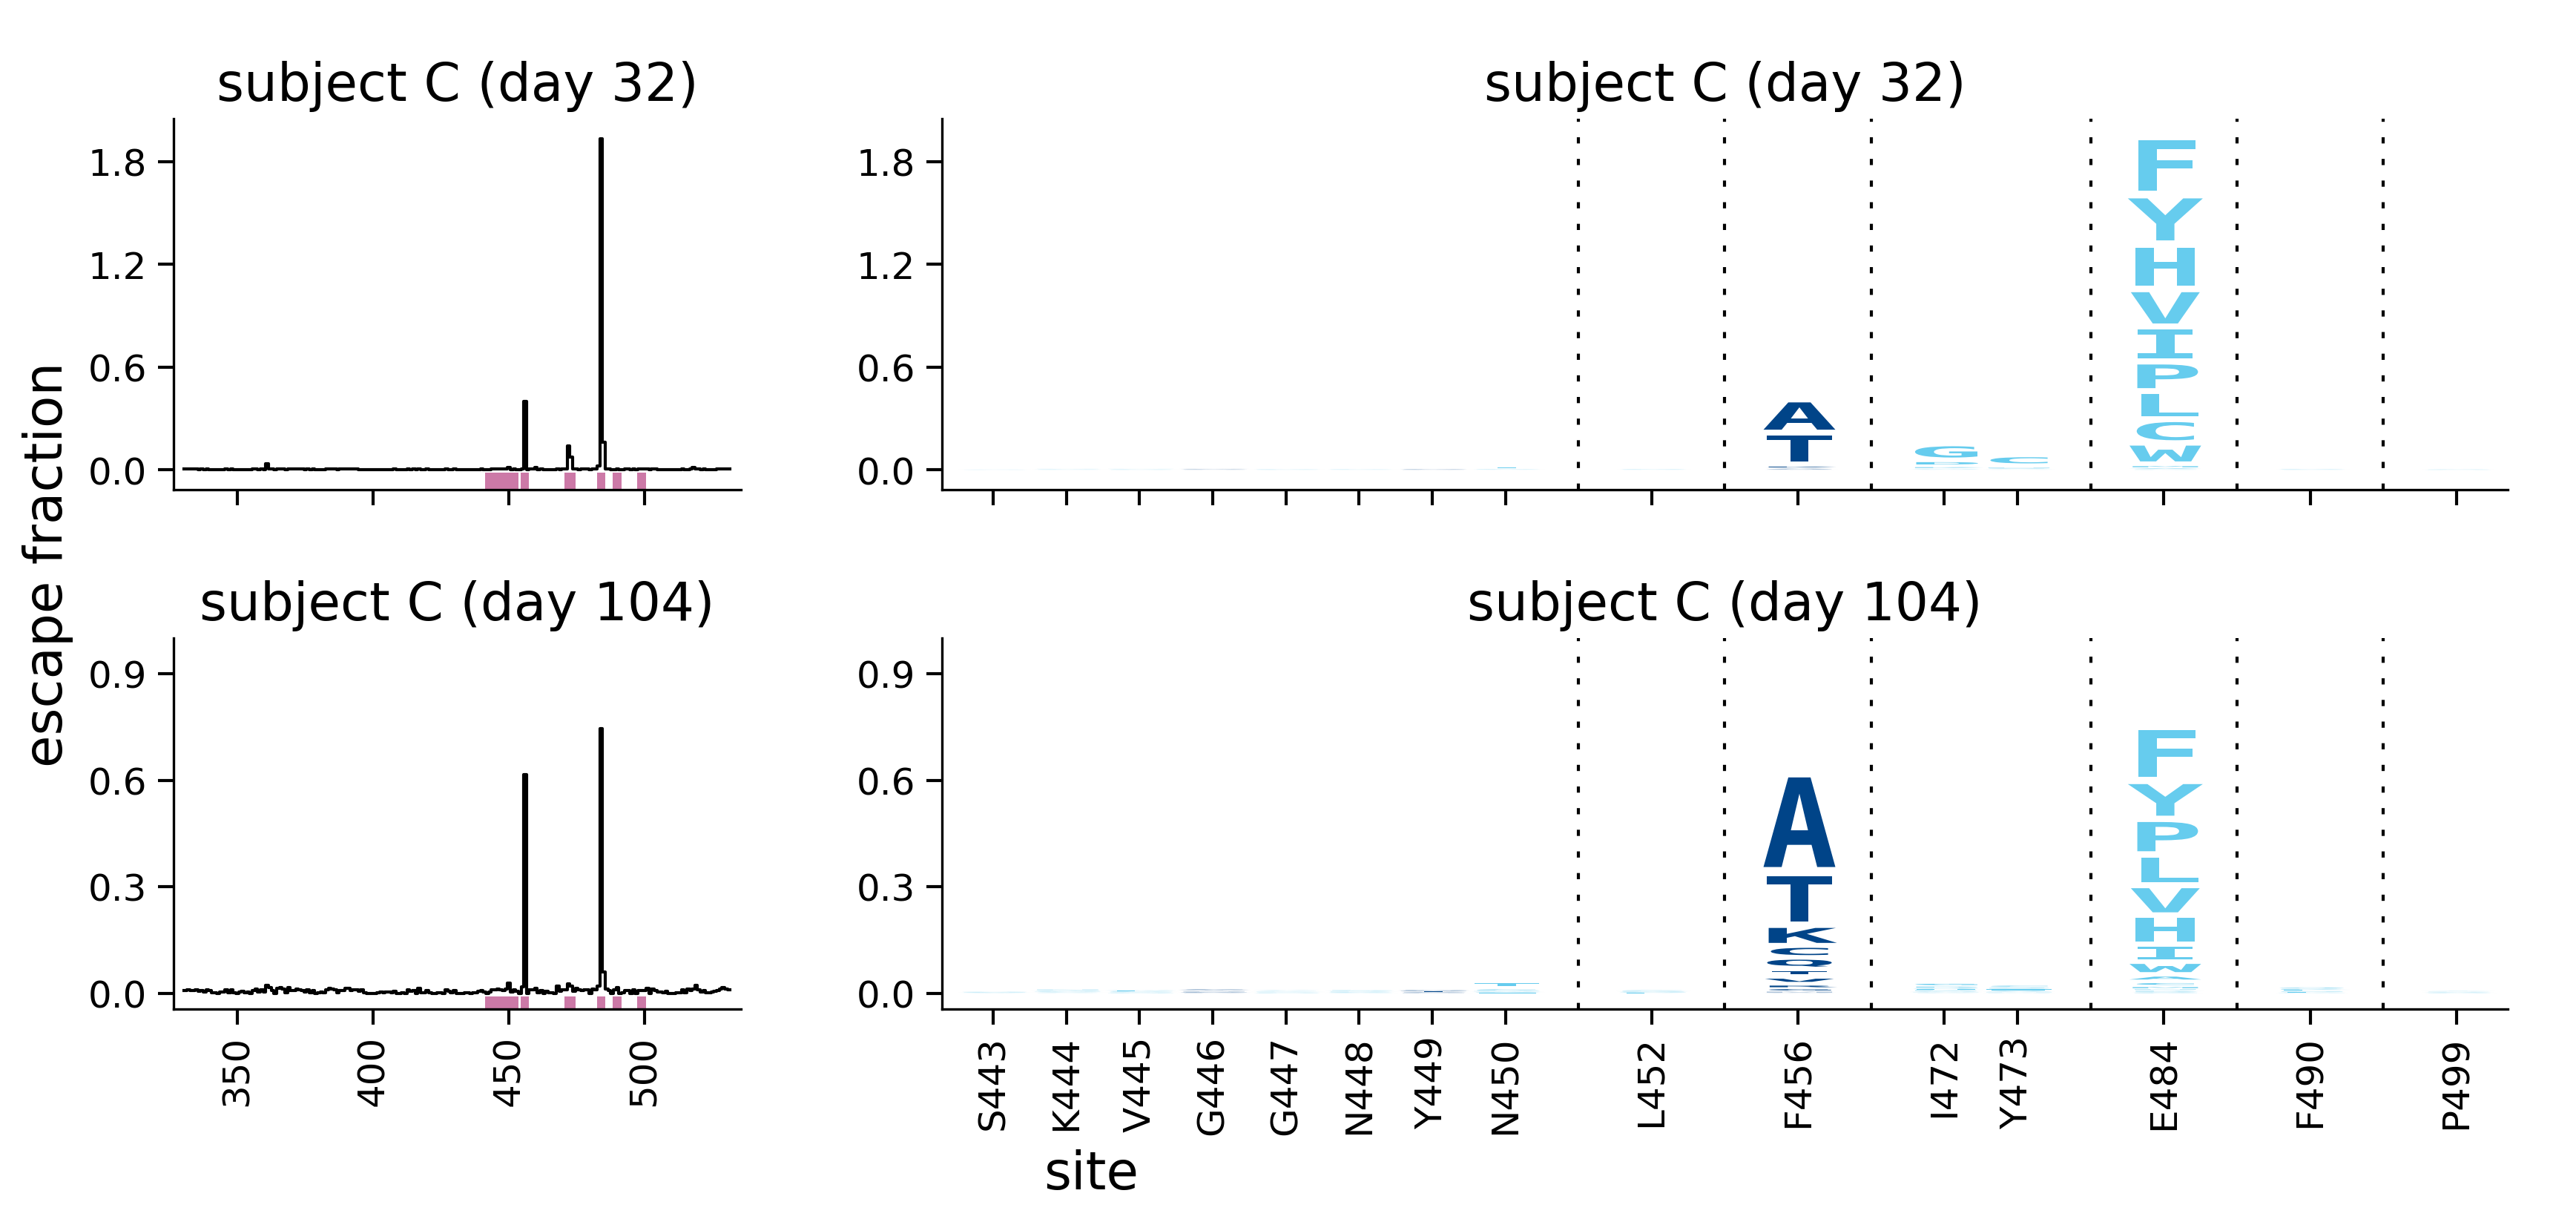 subject C (day 32)
subject C (day 32)
escape fraction
1.8
1.2
0.6
0.0
1.8
1.2
0.6
0.0
A
T
G
C
F
Y
H
V
I
P
L
C
W
subject C (day 104)
subject C (day 104)
0.9
0.6
0.3
0.0
0.9
0.6
0.3
0.0
A
T
K
F
Y
P
L
V
H
I
W
350
400
450
500
S443
K444
V445
G446
G447
N448
Y449
N450
L452
F456
I472
Y473
E484
F490
P499
site